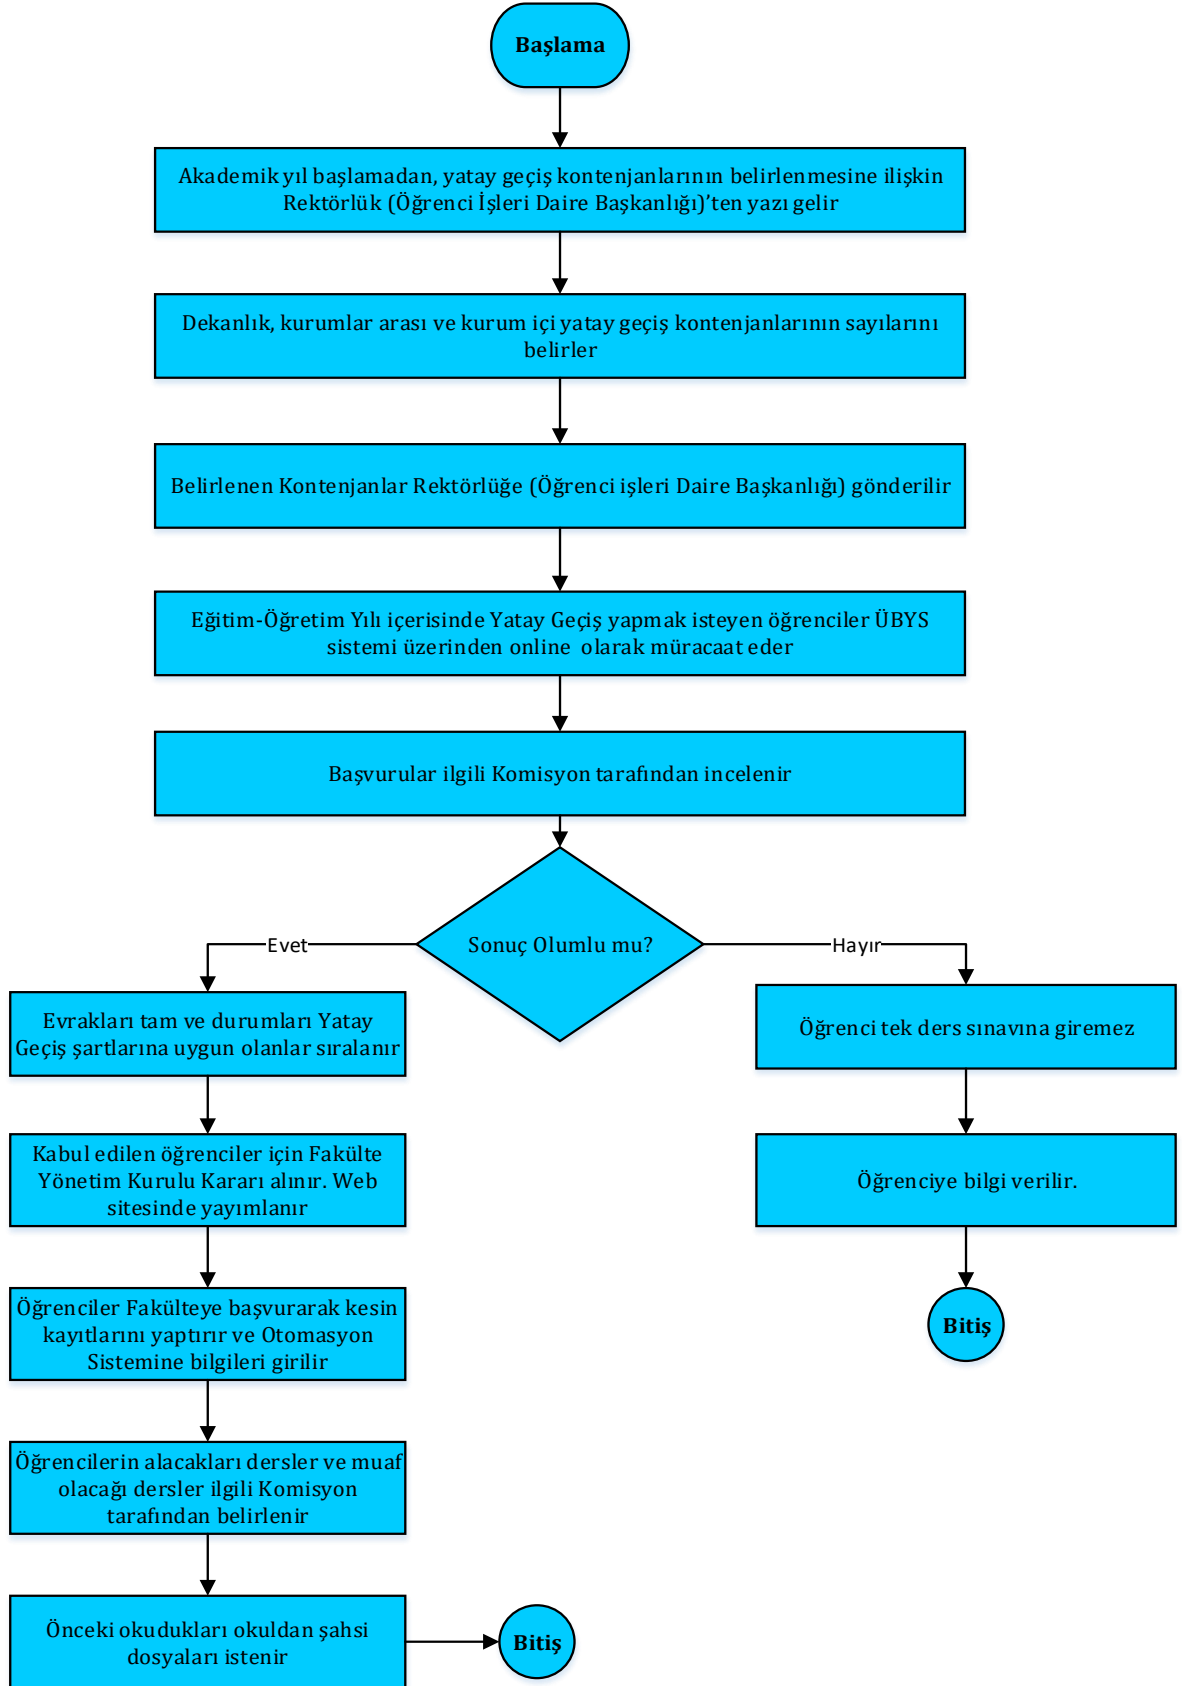 Başlama
Akademik yıl başlamadan, yatay geçiş kontenjanlarının belirlenmesine ilişkin
Rektörlük (Öğrenci İşleri Daire Başkanlığı)’ten yazı gelir
Dekanlık, kurumlar arası ve kurum içi yatay geçiş kontenjanlarının sayılarını
belirler
Belirlenen Kontenjanlar Rektörlüğe (Öğrenci işleri Daire Başkanlığı) gönderilir
Eğitim-Öğretim Yılı içerisinde Yatay Geçiş yapmak isteyen öğrenciler ÜBYS
sistemi üzerinden online olarak müracaat eder
Başvurular ilgili Komisyon tarafından incelenir
Sonuç Olumlu mu?
Evet
Hayır
Evrakları tam ve durumları Yatay
Geçiş şartlarına uygun olanlar sıralanır
Kabul edilen öğrenciler için Fakülte
Yönetim Kurulu Kararı alınır. Web
sitesinde yayımlanır
Öğrenciler Fakülteye başvurarak kesin
kayıtlarını yaptırır ve Otomasyon
Sistemine bilgileri girilir
Öğrencilerin alacakları dersler ve muaf
olacağı dersler ilgili Komisyon
tarafından belirlenir
Önceki okudukları okuldan şahsi
dosyaları istenir
Bitiş
Öğrenci tek ders sınavına giremez
Öğrenciye bilgi verilir.
Bitiş